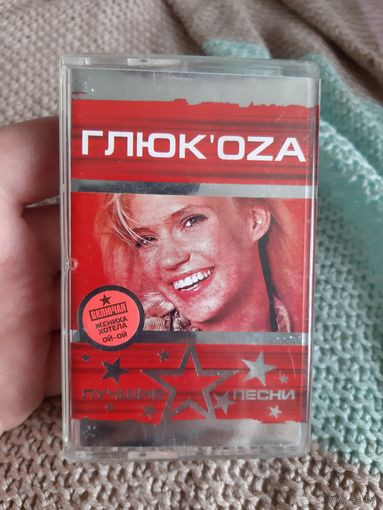 ГЛЮК'OZA
ВКЛЮЧАЯ
ЖЕНИХА
ХОТЕЛА
ОЙ-ОЙ
ЛУЧШИЕ ПЕСНИ